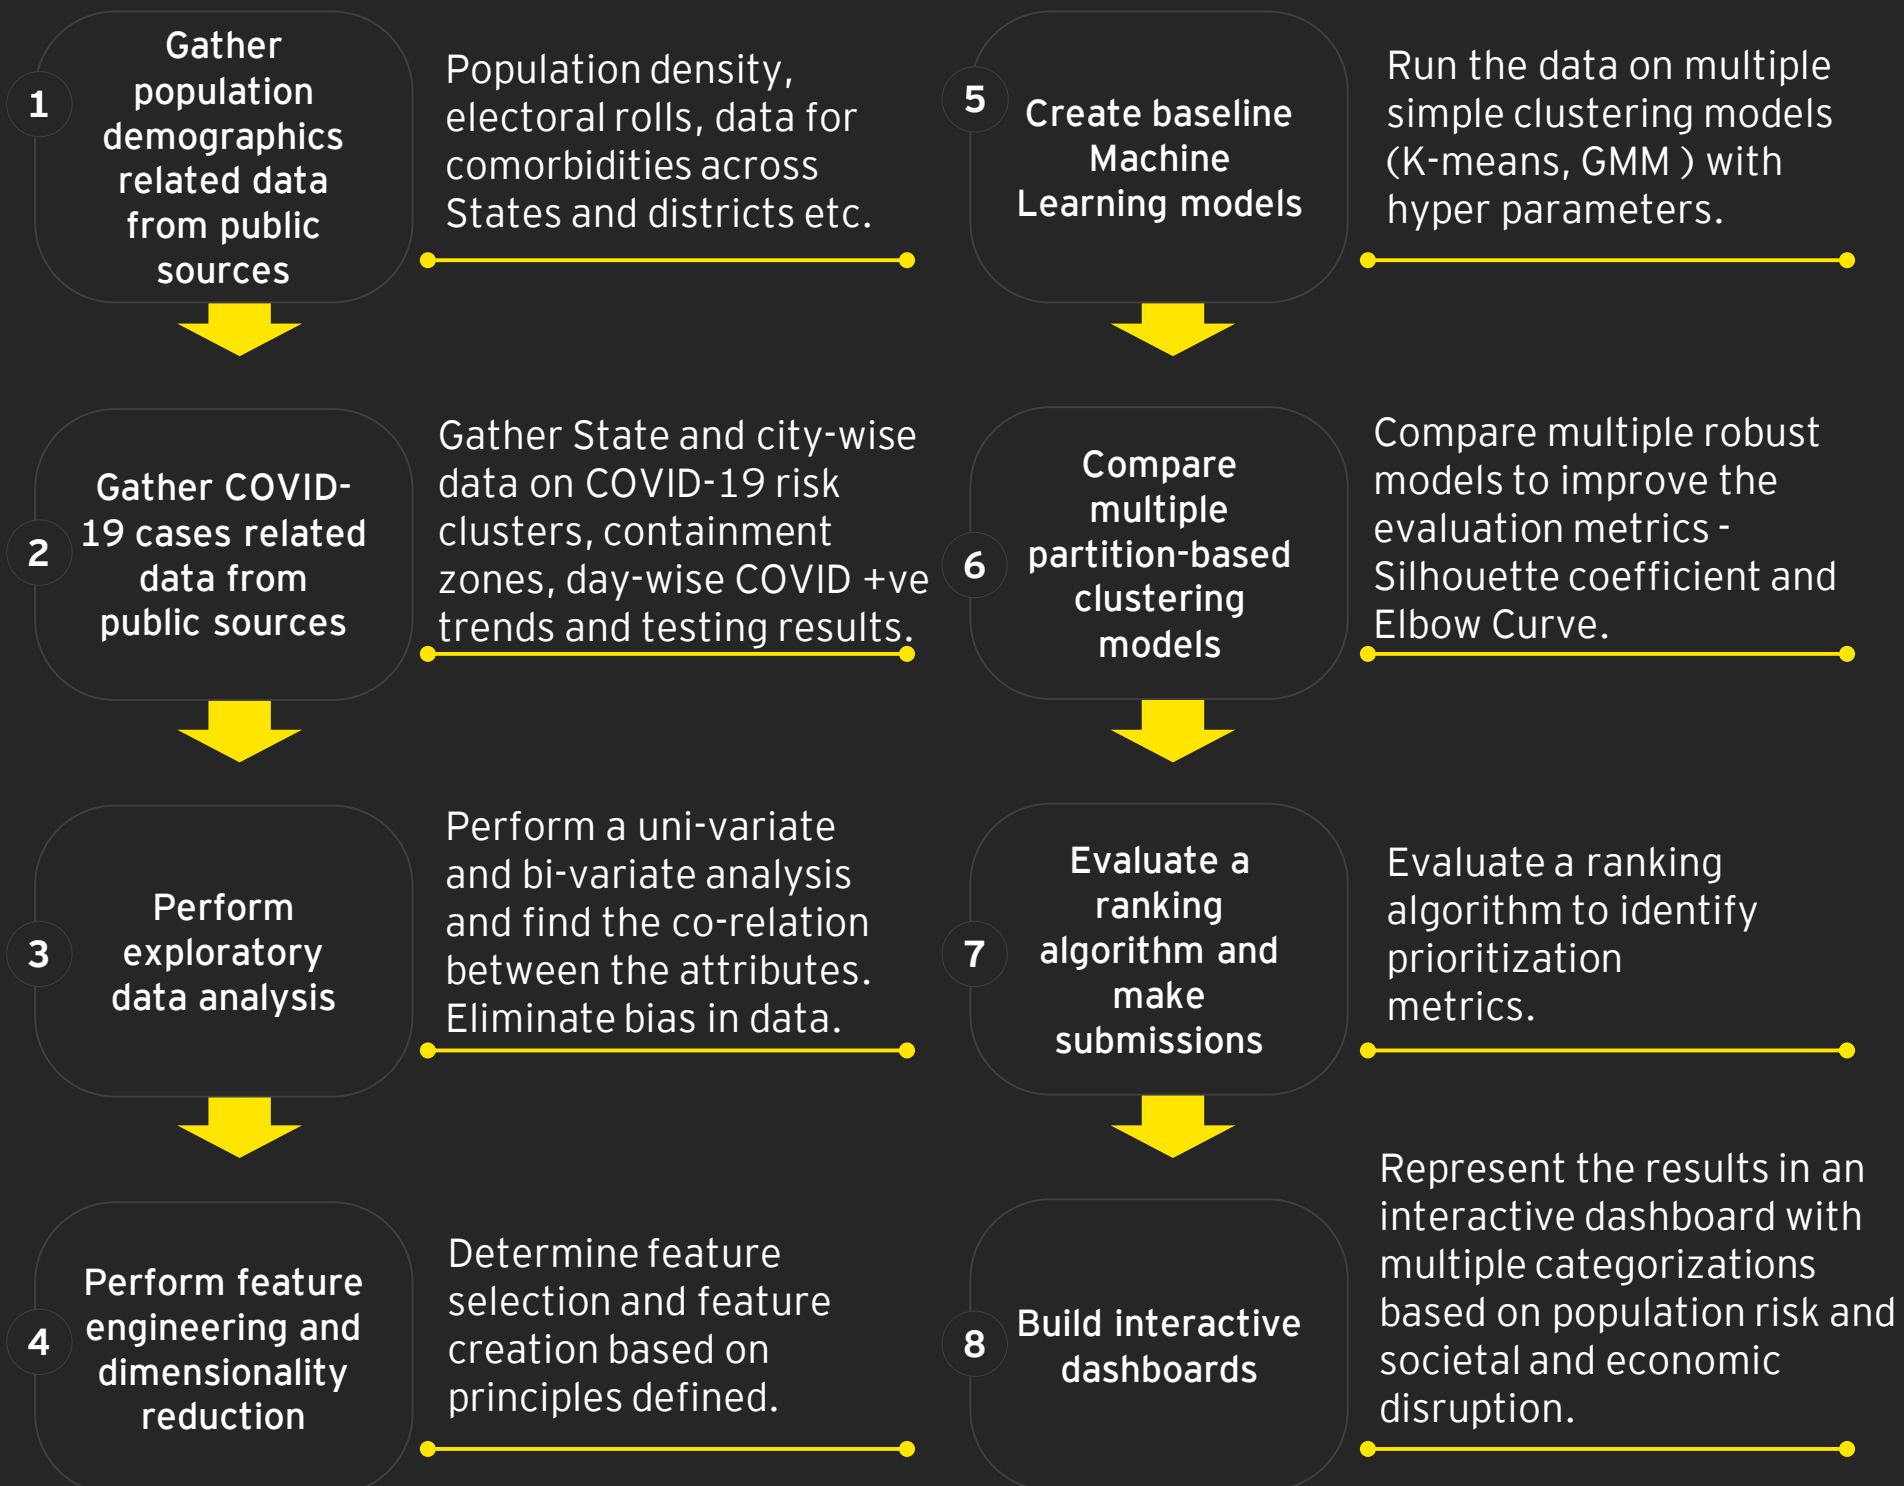 1
Gather
population
demographics
related data
from public
sources
Population density,
electoral rolls, data for
comorbidities across
States and districts etc.
2
Gather COVID-
19 cases related
data from
public sources
Gather State and city-wise
data on COVID-19 risk
clusters, containment
zones, day-wise COVID +ve
trends and testing results.
3
Perform
exploratory
data analysis
Perform a uni-variate
and bi-variate analysis
and find the co-relation
between the attributes.
Eliminate bias in data.
4
Perform feature
engineering and
dimensionality
reduction
Determine feature
selection and feature
creation based on
principles defined.
5
Create baseline
Machine
Learning models
Run the data on multiple
simple clustering models
(K-means, GMM ) with
hyper parameters.
6
Compare
multiple
partition-based
clustering
models
Compare multiple robust
models to improve the
evaluation metrics -
Silhouette coefficient and
Elbow Curve.
7
Evaluate a
ranking
algorithm and
make
submissions
Evaluate a ranking
algorithm to identify
prioritization
metrics.
8
Build interactive
dashboards
Represent the results in an
interactive dashboard with
multiple categorizations
based on population risk and
societal and economic
disruption.